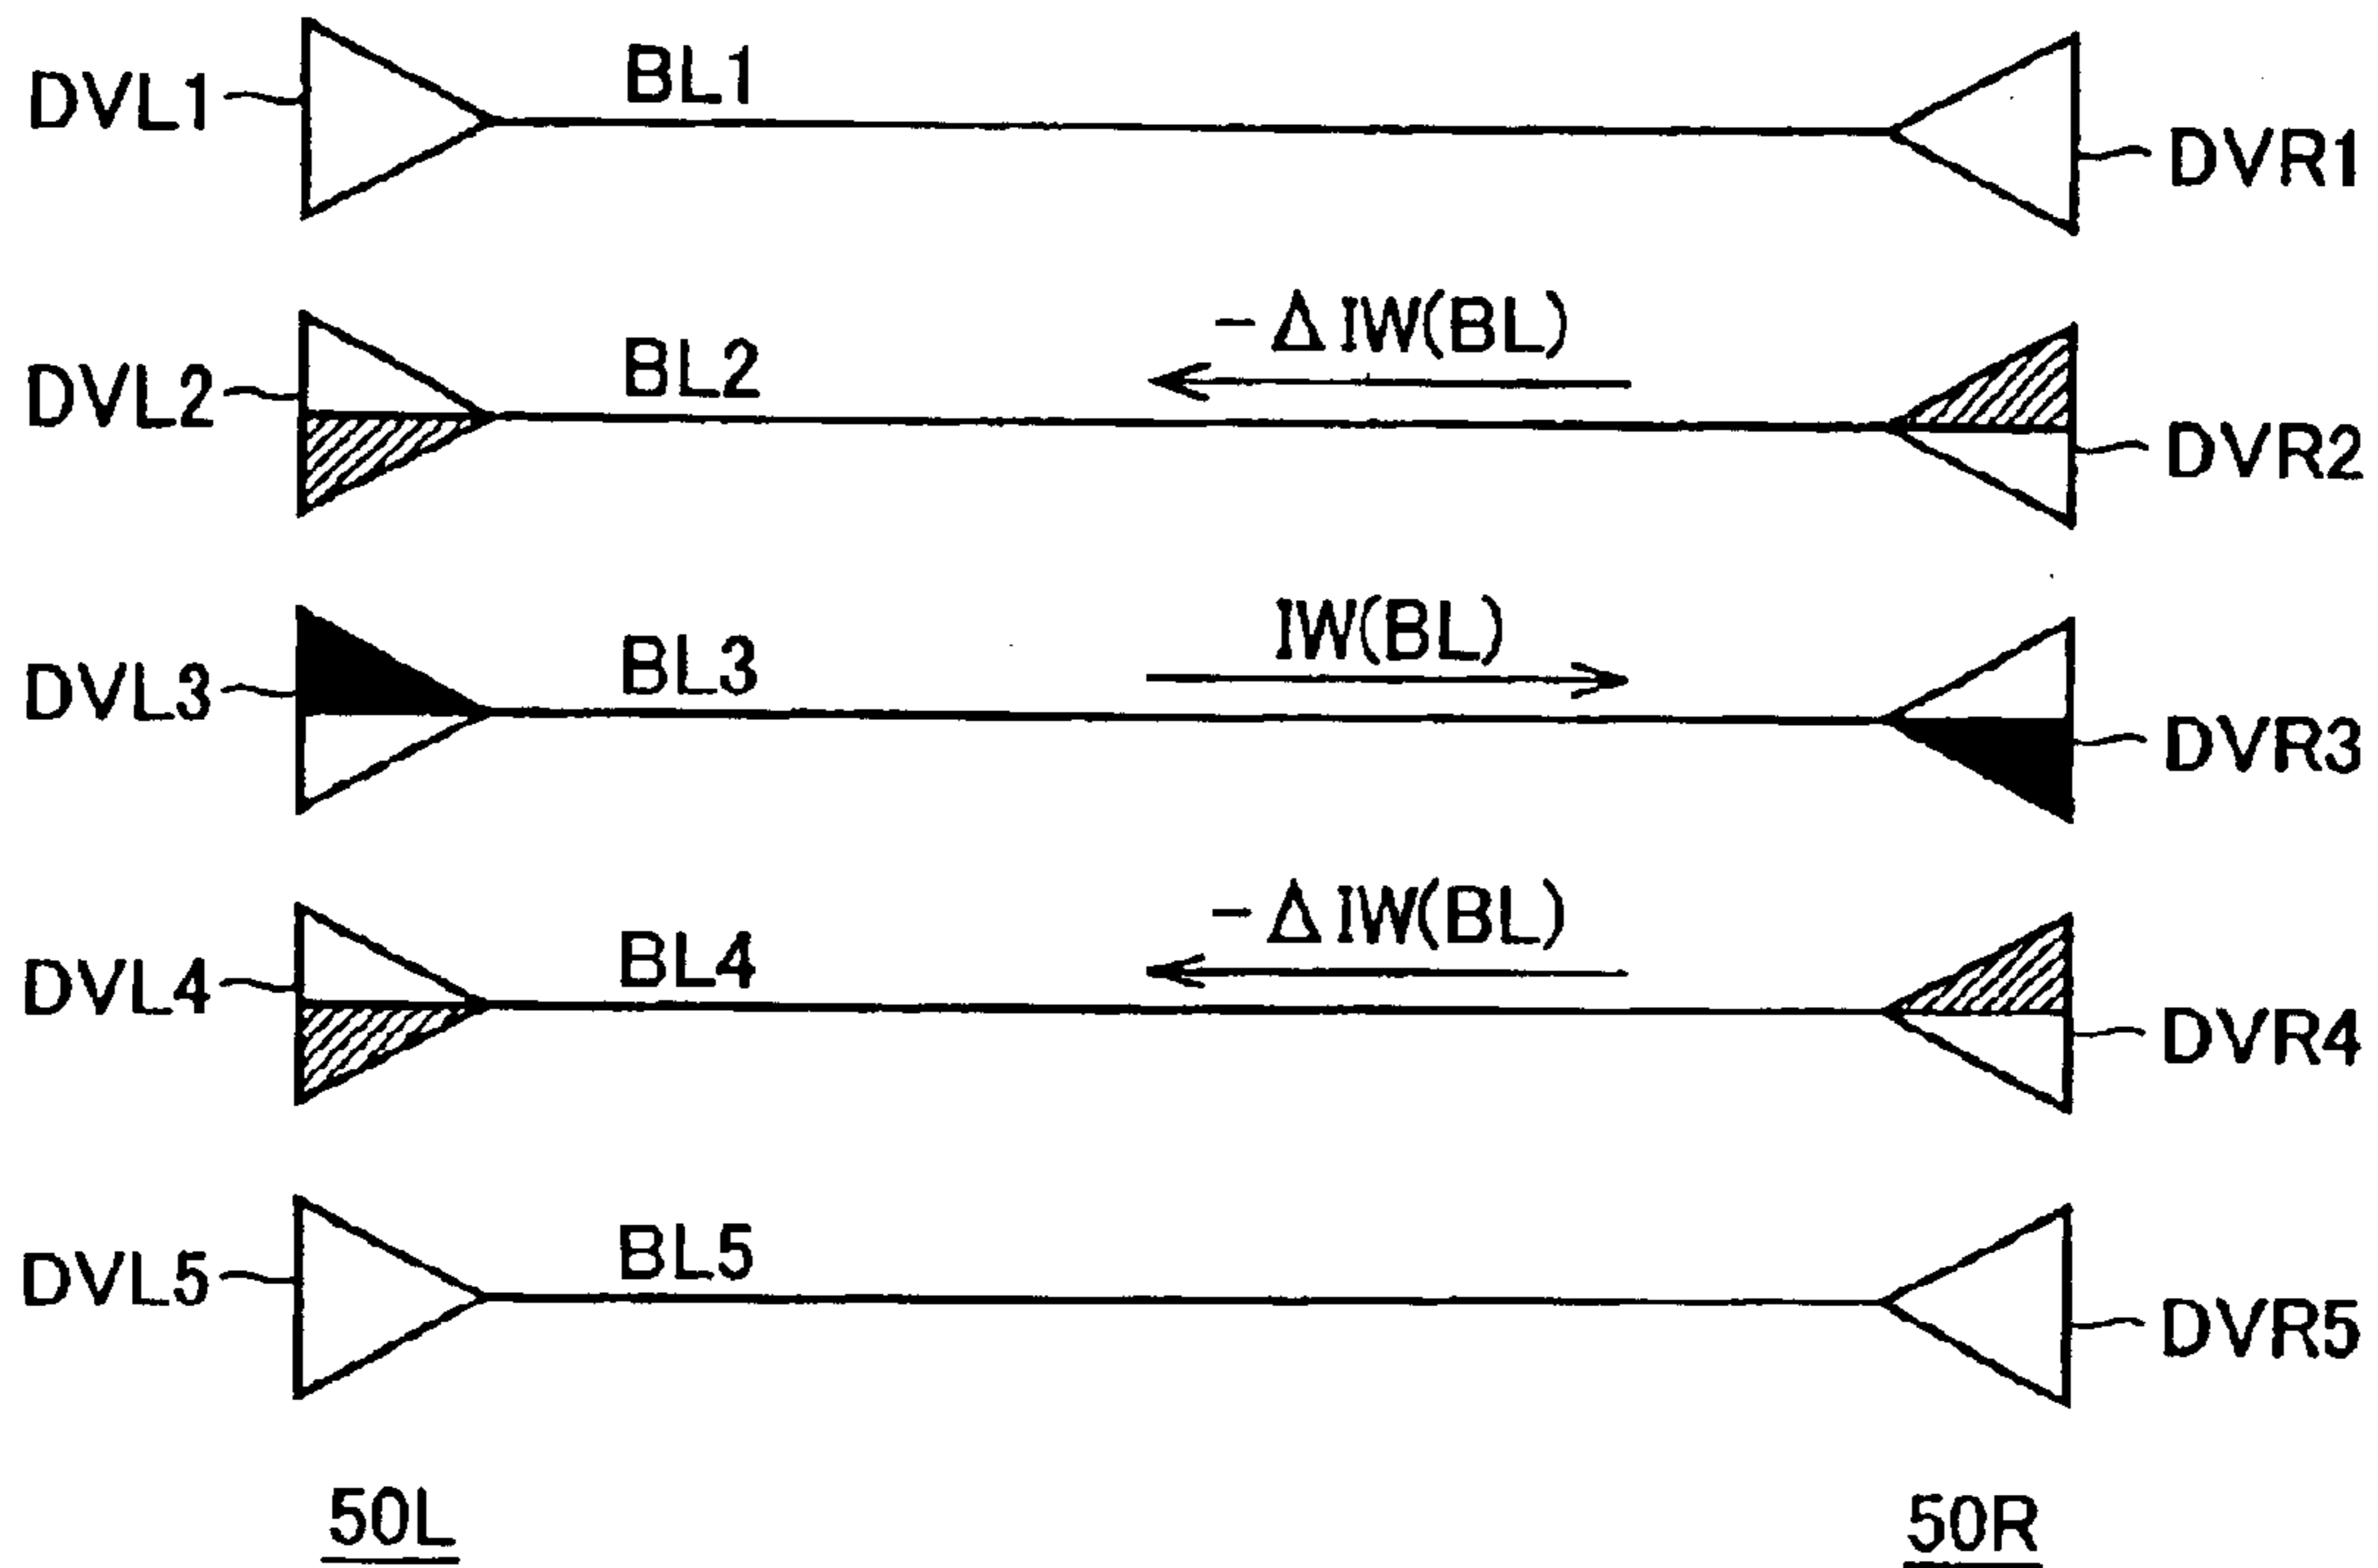 DVL1 BL1 DVR1
-ΔIW(BL)
DVL2 BL2 DVR2
IW(BL)
DVL3 BL3 DVR3
-ΔIW(BL)
DVL4 BL4 DVR4
DVL5 BL5 DVR5
50L 50R